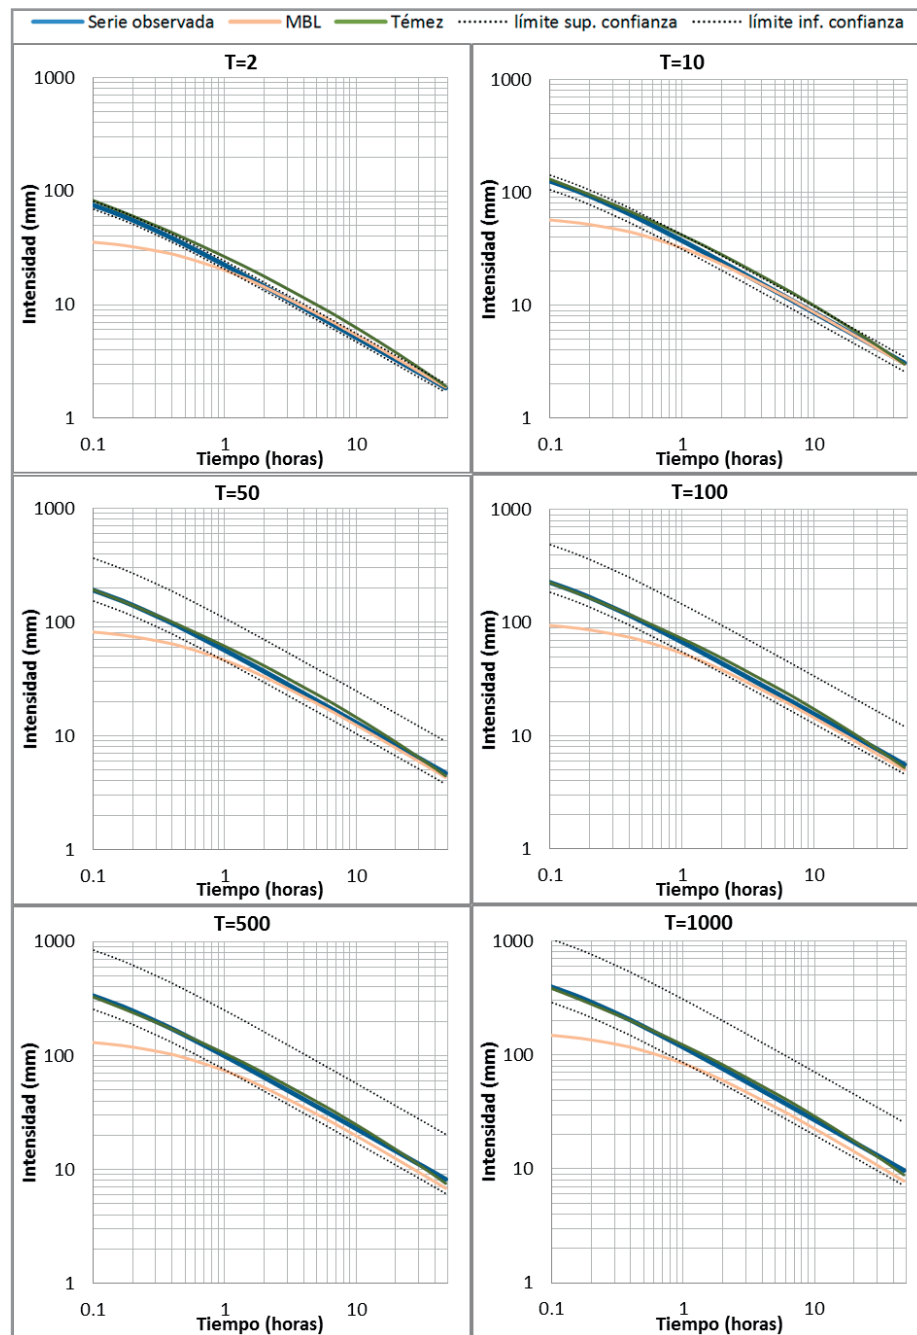 Serie observada MBL Témez límite sup. confianza límite inf. confianza
T=2
1000
100
10
1
0.1 1 10
Intensidad (mm)
Tiempo (horas)
T=10
1000
100
10
1
0.1 1 10
Intensidad (mm)
Tiempo (horas)
T=50
1000
100
10
1
0.1 1 10
Intensidad (mm)
Tiempo (horas)
T=100
1000
100
10
1
0.1 1 10
Intensidad (mm)
Tiempo (horas)
T=500
1000
100
10
1
0.1 1 10
Intensidad (mm)
Tiempo (horas)
T=1000
1000
100
10
1
0.1 1 10
Intensidad (mm)
Tiempo (horas)